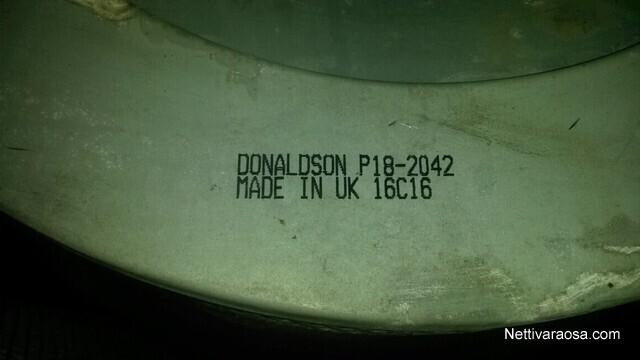 DONALDSON P18-2042
MADE IN UK 16C16
Nettivaraosa.com